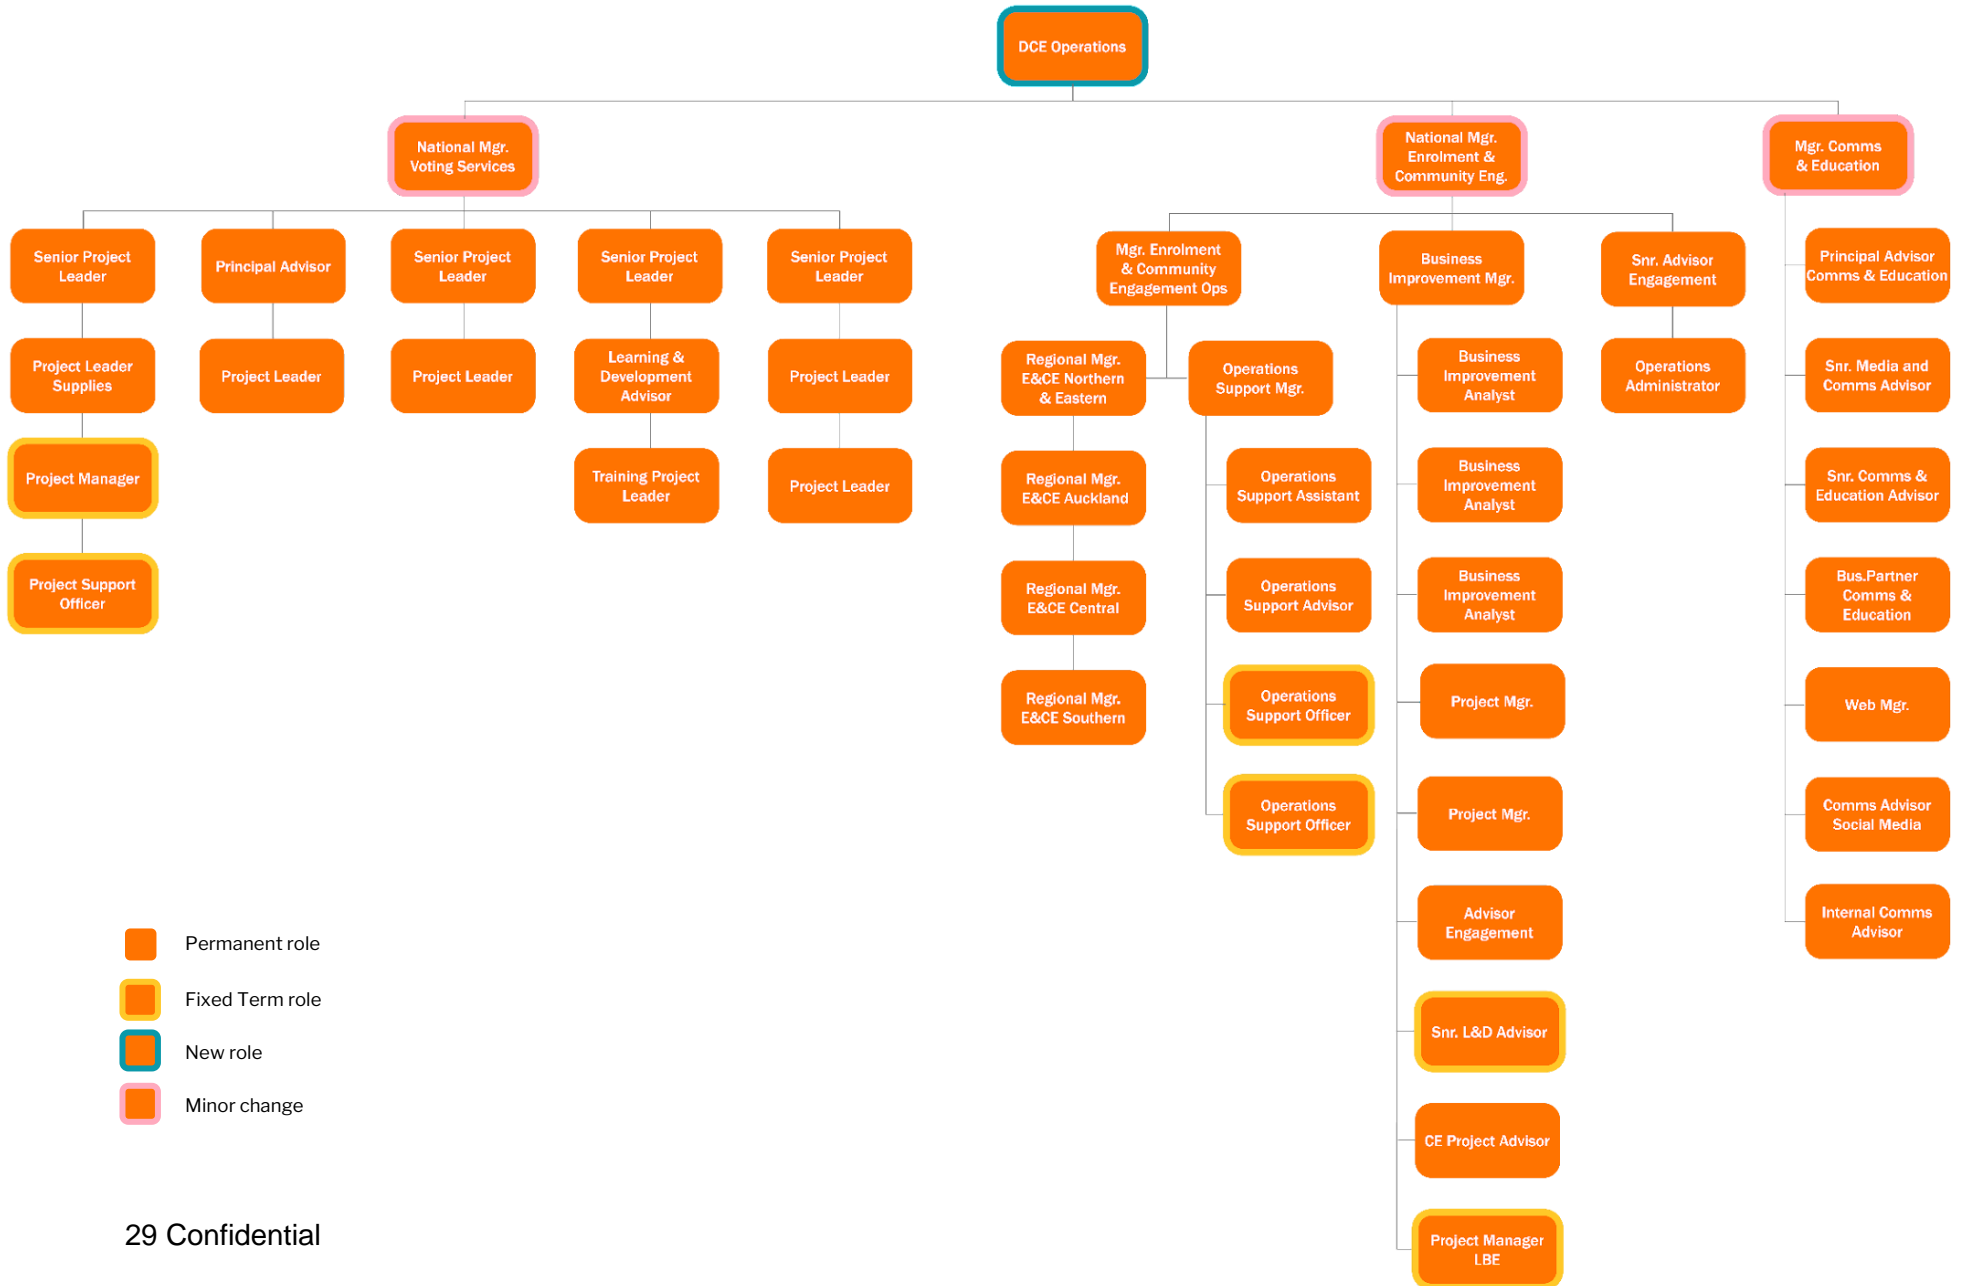 DCE Operations
National Mgr.
Voting Services
National Mgr.
Enrolment &
Community Eng.
Mgr. Comms
& Education
Senior Project
Leader
Principal Advisor
Senior Project
Leader
Senior Project
Leader
Senior Project
Leader
Mgr. Enrolment
& Community
Engagement Ops
Business
Improvement Mgr.
Snr. Advisor
Engagement
Principal Advisor
Comms & Education
Project Leader
Supplies
Project Leader
Project Leader
Learning &
Development
Advisor
Project Leader
Regional Mgr.
E&CE Northern
& Eastern
Operations
Support Mgr.
Business
Improvement
Analyst
Operations
Administrator
Snr. Media and
Comms Advisor
Project Manager
Training Project
Leader
Project Leader
Regional Mgr.
E&CE Auckland
Operations
Support Assistant
Business
Improvement
Analyst
Snr. Comms &
Education Advisor
Project Support
Officer
Regional Mgr.
E&CE Central
Operations
Support Advisor
Business
Improvement
Analyst
Bus.Partner
Comms &
Education
Regional Mgr.
E&CE Southern
Operations
Support Officer
Project Mgr.
Web Mgr.
Operations
Support Officer
Project Mgr.
Comms Advisor
Social Media
Advisor
Engagement
Internal Comms
Advisor
Snr. L&D Advisor
CE Project Advisor
Project Manager
LBE
Permanent role
Fixed Term role
New role
Minor change
29 Confidential